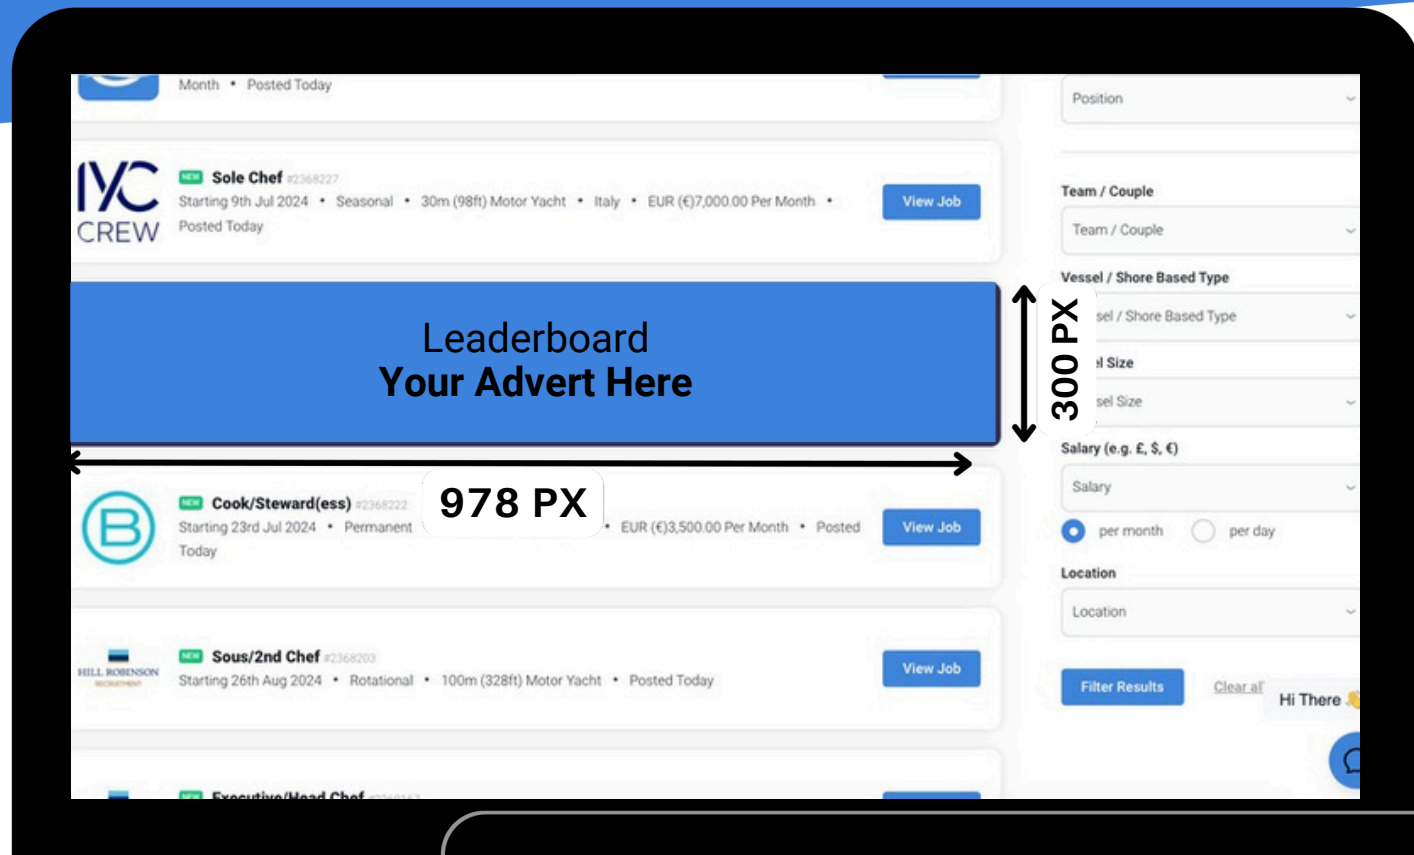 Month • Posted Today
IYC
CREW
NEW Sole Chef #2368227
Starting 9th Jul 2024 • Seasonal • 30m (98ft) Motor Yacht • Italy • EUR (€)7,000.00 Per Month •
Posted Today
View Job
Leaderboard
Your Advert Here
300 PX
978 PX
B
NEW Cook/Steward(ess) #2368222
Starting 23rd Jul 2024 • Permanent
• EUR (€)3,500.00 Per Month • Posted
Today
View Job
HILL ROBINSON
RECRUITMENT
NEW Sous/2nd Chef #2368203
Starting 26th Aug 2024 • Rotational • 100m (328ft) Motor Yacht • Posted Today
View Job
Executive/Head Chef
Position
Team / Couple
Team / Couple
Vessel / Shore Based Type
sel / Shore Based Type
el Size
sel Size
Salary (e.g. £, $, €)
Salary
per month per day
Location
Location
Filter Results
Clear al
Hi There 👋